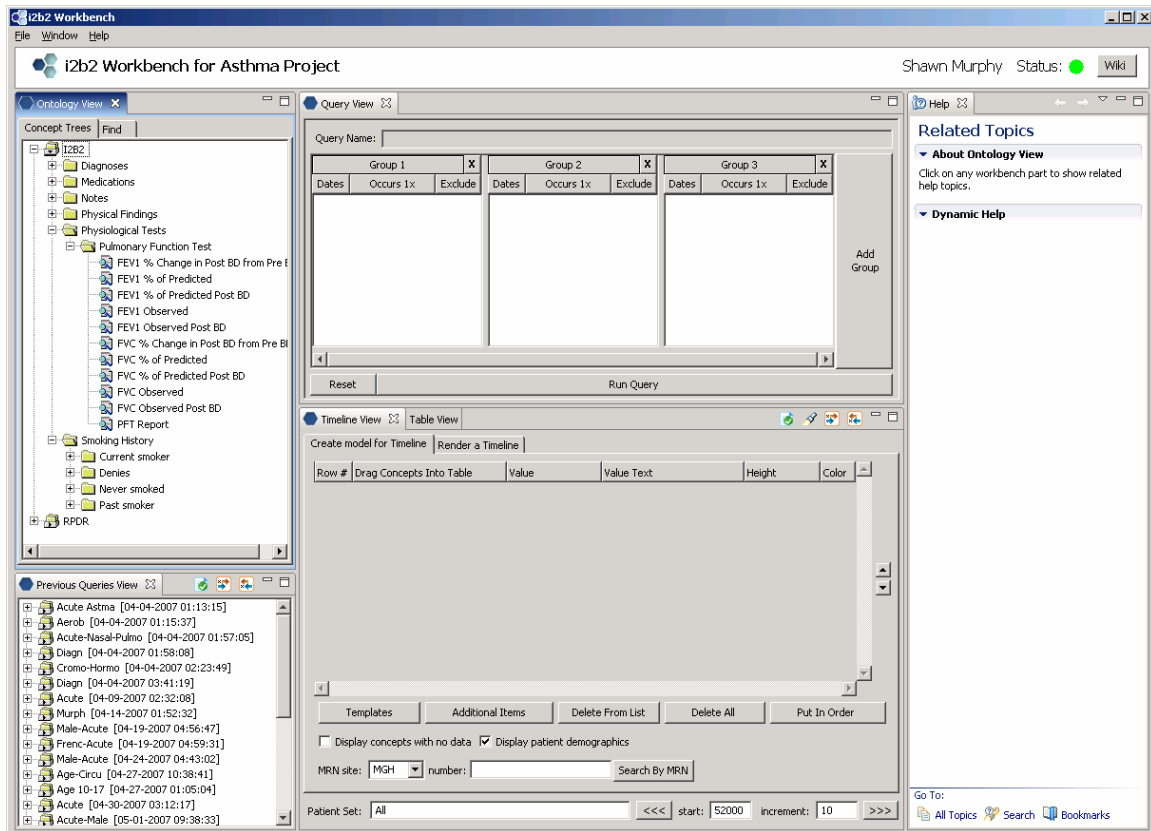 i2b2 Workbench
File Window Help
i2b2 Workbench for Asthma Project
Shawn Murphy Status: Wiki
Ontology View
Concept Trees Find
I2B2
Diagnoses
Medications
Notes
Physical Findings
Physiological Tests
Pulmonary Function Test
FEV1 % Change in Post BD from Pre B
FEV1 % of Predicted
FEV1 % of Predicted Post BD
FEV1 Observed
FEV1 Observed Post BD
FVC % Change in Post BD from Pre BI
FVC % of Predicted
FVC % of Predicted Post BD
FVC Observed
FVC Observed Post BD
PFT Report
Smoking History
Current smoker
Denies
Never smoked
Past smoker
RPDR
Previous Queries View
Acute Astma [04-04-2007 01:13:15]
Aerob [04-04-2007 01:15:37]
Acute-Nasal-Pulmo [04-04-2007 01:57:05]
Diagn [04-04-2007 01:58:08]
Cromo-Hormo [04-04-2007 02:23:49]
Diagn [04-04-2007 03:41:19]
Acute [04-09-2007 02:32:08]
Murph [04-14-2007 01:52:32]
Male-Acute [04-19-2007 04:56:47]
Frenc-Acute [04-19-2007 04:59:31]
Male-Acute [04-24-2007 04:43:02]
Age-Circu [04-27-2007 10:38:41]
Age 10-17 [04-27-2007 01:05:04]
Acute [04-30-2007 03:12:17]
Acute-Male [05-01-2007 09:38:33]
Query View
Query Name:
Group 1 X Group 2 X Group 3 X
Dates Occurs 1x Exclude Dates Occurs 1x Exclude Dates Occurs 1x Exclude
Add
Group
Reset Run Query
Timeline View Table View
Create model for Timeline Render a Timeline
Row # Drag Concepts Into Table Value Value Text Height Color
Templates Additional Items Delete From List Delete All Put In Order
Display concepts with no data Display patient demographics
MRN site: MGH number: Search By MRN
Patient Set: All <<< start: 52000 increment: 10 >>>
Help
Related Topics
About Ontology View
Click on any workbench part to show related
help topics.
Dynamic Help
Go To:
All Topics Search Bookmarks